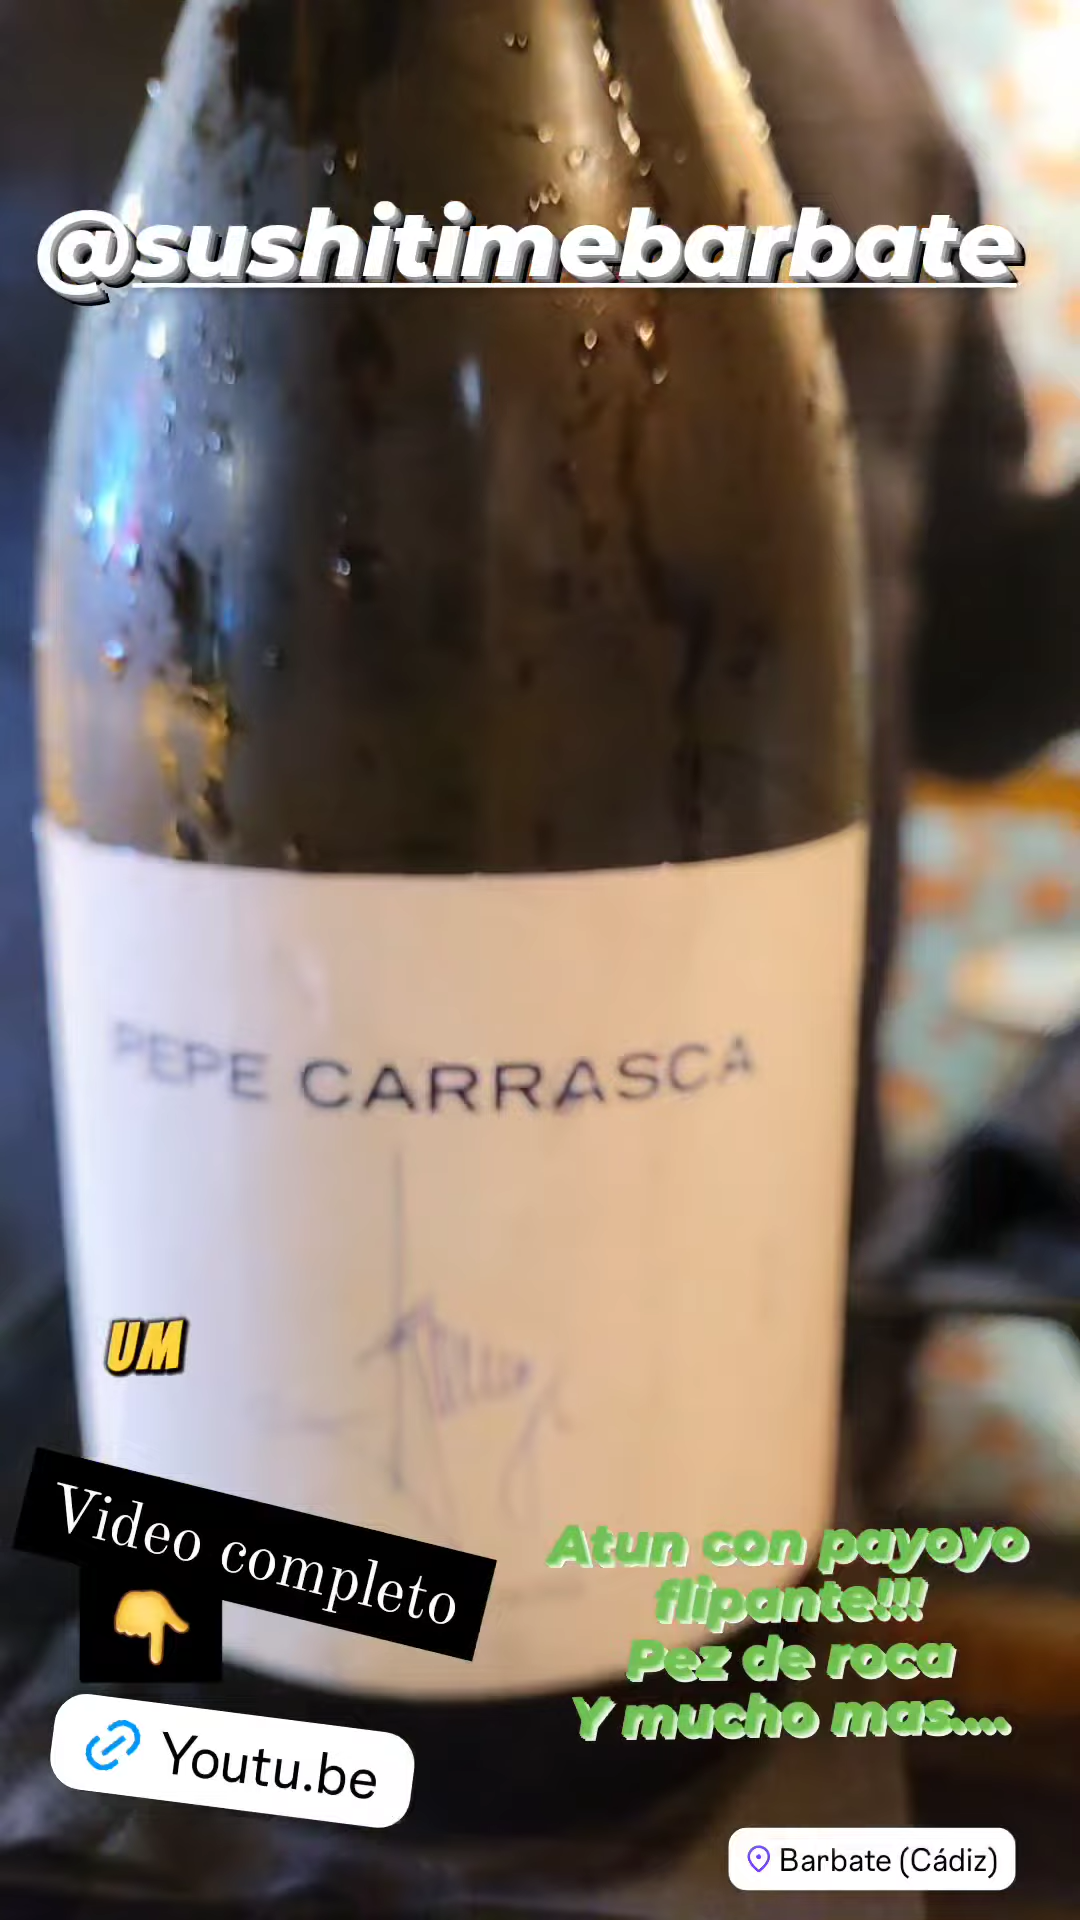 @sushitimebarbate
PEPE CARRASCA
UM
Video completo
Youtu.be
Atun con payoyo
flipante!!!
Pez de roca
Y mucho mas....
Barbate (Cádiz)